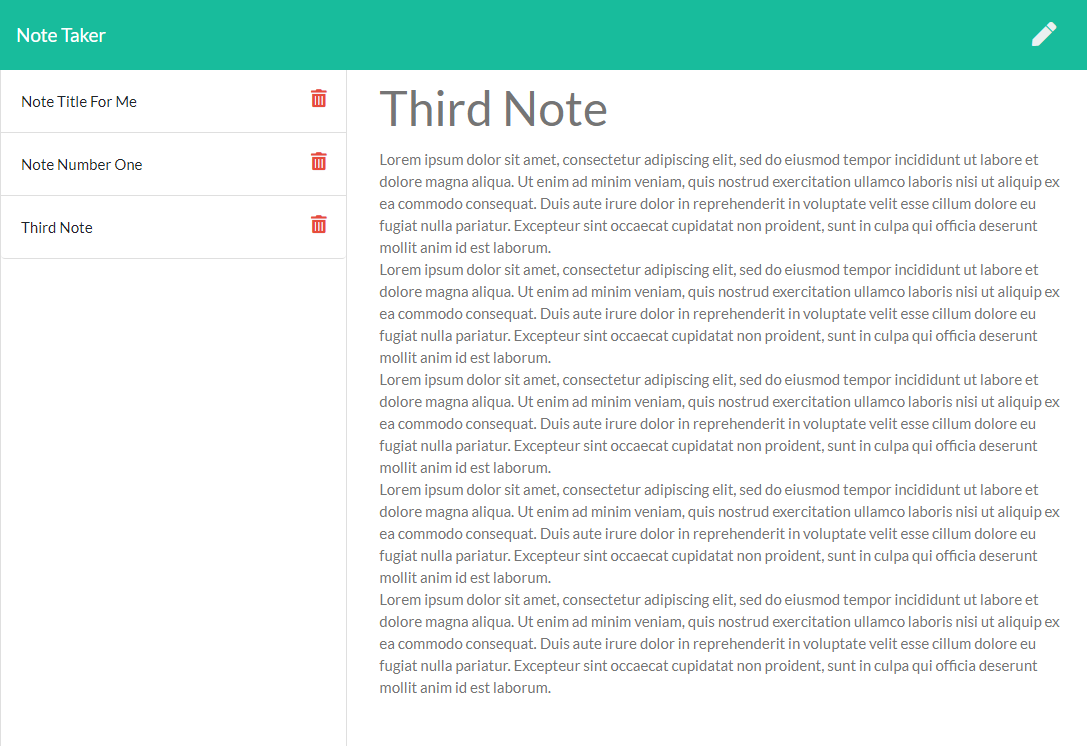 Note Taker
Note Title For Me
Note Number One
Third Note
Third Note
Lorem ipsum dolor sit amet, consectetur adipiscing elit, sed do eiusmod tempor incididunt ut labore et
dolore magna aliqua. Ut enim ad minim veniam, quis nostrud exercitation ullamco laboris nisi ut aliquip ex
ea commodo consequat. Duis aute irure dolor in reprehenderit in voluptate velit esse cillum dolore eu
fugiat nulla pariatur. Excepteur sint occaecat cupidatat non proident, sunt in culpa qui officia deserunt
mollit anim id est laborum.
Lorem ipsum dolor sit amet, consectetur adipiscing elit, sed do eiusmod tempor incididunt ut labore et
dolore magna aliqua. Ut enim ad minim veniam, quis nostrud exercitation ullamco laboris nisi ut aliquip ex
ea commodo consequat. Duis aute irure dolor in reprehenderit in voluptate velit esse cillum dolore eu
fugiat nulla pariatur. Excepteur sint occaecat cupidatat non proident, sunt in culpa qui officia deserunt
mollit anim id est laborum.
Lorem ipsum dolor sit amet, consectetur adipiscing elit, sed do eiusmod tempor incididunt ut labore et
dolore magna aliqua. Ut enim ad minim veniam, quis nostrud exercitation ullamco laboris nisi ut aliquip ex
ea commodo consequat. Duis aute irure dolor in reprehenderit in voluptate velit esse cillum dolore eu
fugiat nulla pariatur. Excepteur sint occaecat cupidatat non proident, sunt in culpa qui officia deserunt
mollit anim id est laborum.
Lorem ipsum dolor sit amet, consectetur adipiscing elit, sed do eiusmod tempor incididunt ut labore et
dolore magna aliqua. Ut enim ad minim veniam, quis nostrud exercitation ullamco laboris nisi ut aliquip ex
ea commodo consequat. Duis aute irure dolor in reprehenderit in voluptate velit esse cillum dolore eu
fugiat nulla pariatur. Excepteur sint occaecat cupidatat non proident, sunt in culpa qui officia deserunt
mollit anim id est laborum.
Lorem ipsum dolor sit amet, consectetur adipiscing elit, sed do eiusmod tempor incididunt ut labore et
dolore magna aliqua. Ut enim ad minim veniam, quis nostrud exercitation ullamco laboris nisi ut aliquip ex
ea commodo consequat. Duis aute irure dolor in reprehenderit in voluptate velit esse cillum dolore eu
fugiat nulla pariatur. Excepteur sint occaecat cupidatat non proident, sunt in culpa qui officia deserunt
mollit anim id est laborum.